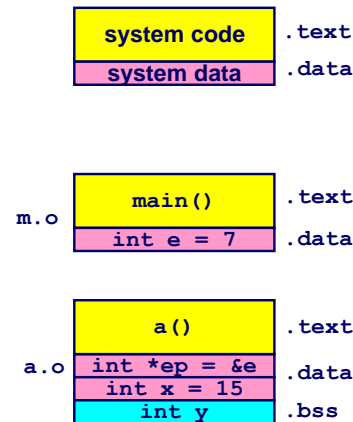 system code .text
system data .data
main() .text
m.o
int e = 7 .data
a() .text
a.o int *ep = &e .data
int x = 15
int y .bss